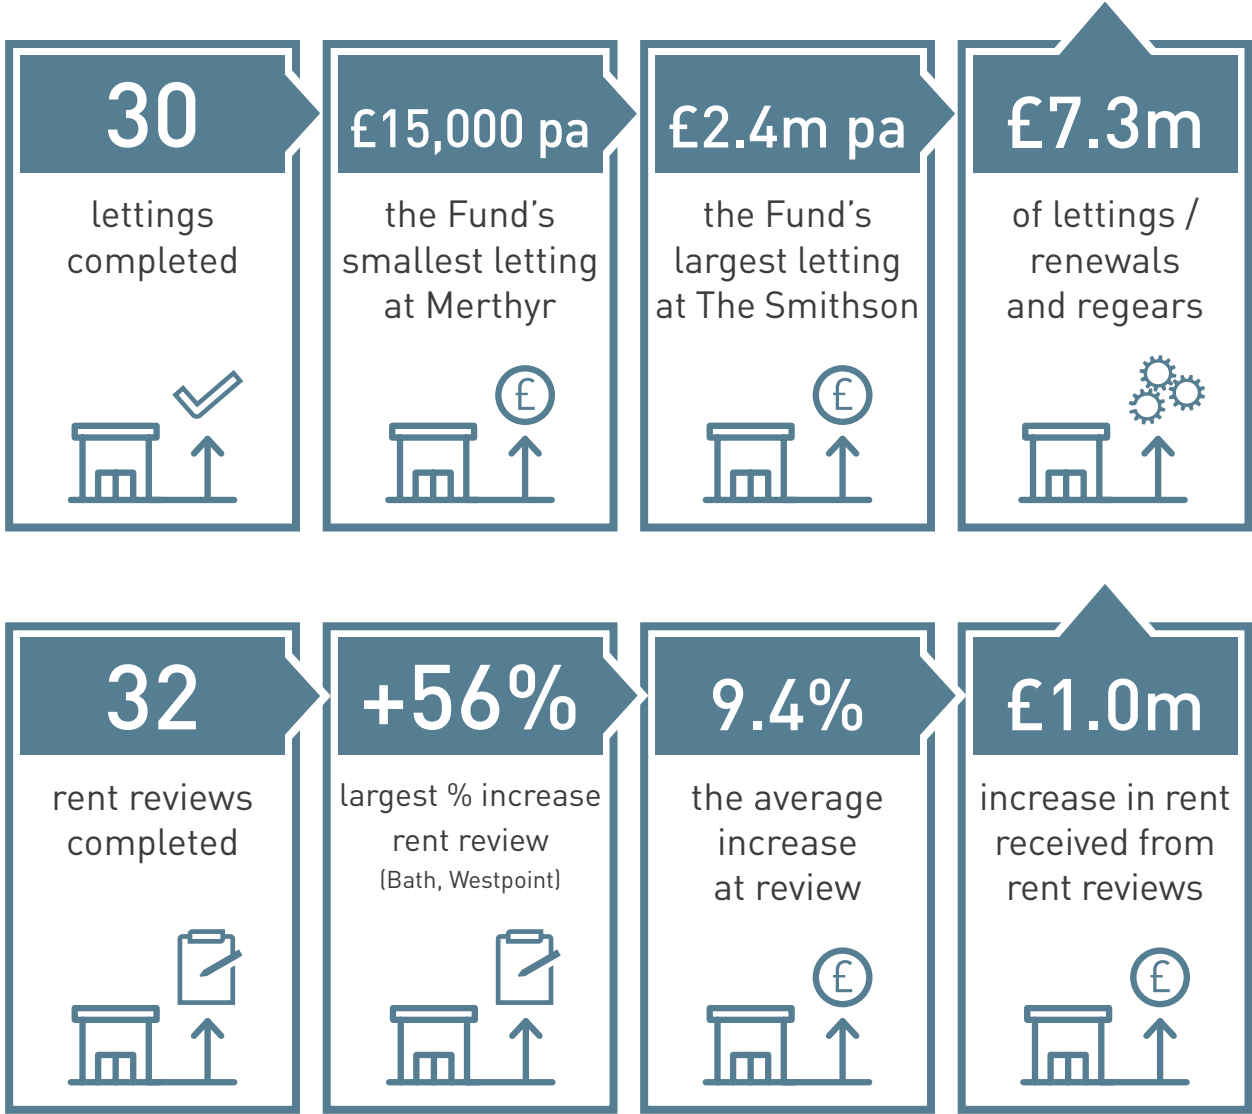 30
lettings
completed
£15,000 pa
the Fund’s
smallest letting
at Merthyr
£
£2.4m pa
the Fund’s
largest letting
at The Smithson
£
£7.3m
of lettings /
renewals
and regears
32
rent reviews
completed
+56%
largest % increase
rent review
(Bath, Westpoint)
9.4%
the average
increase
at review
£
£1.0m
increase in rent
received from
rent reviews
£